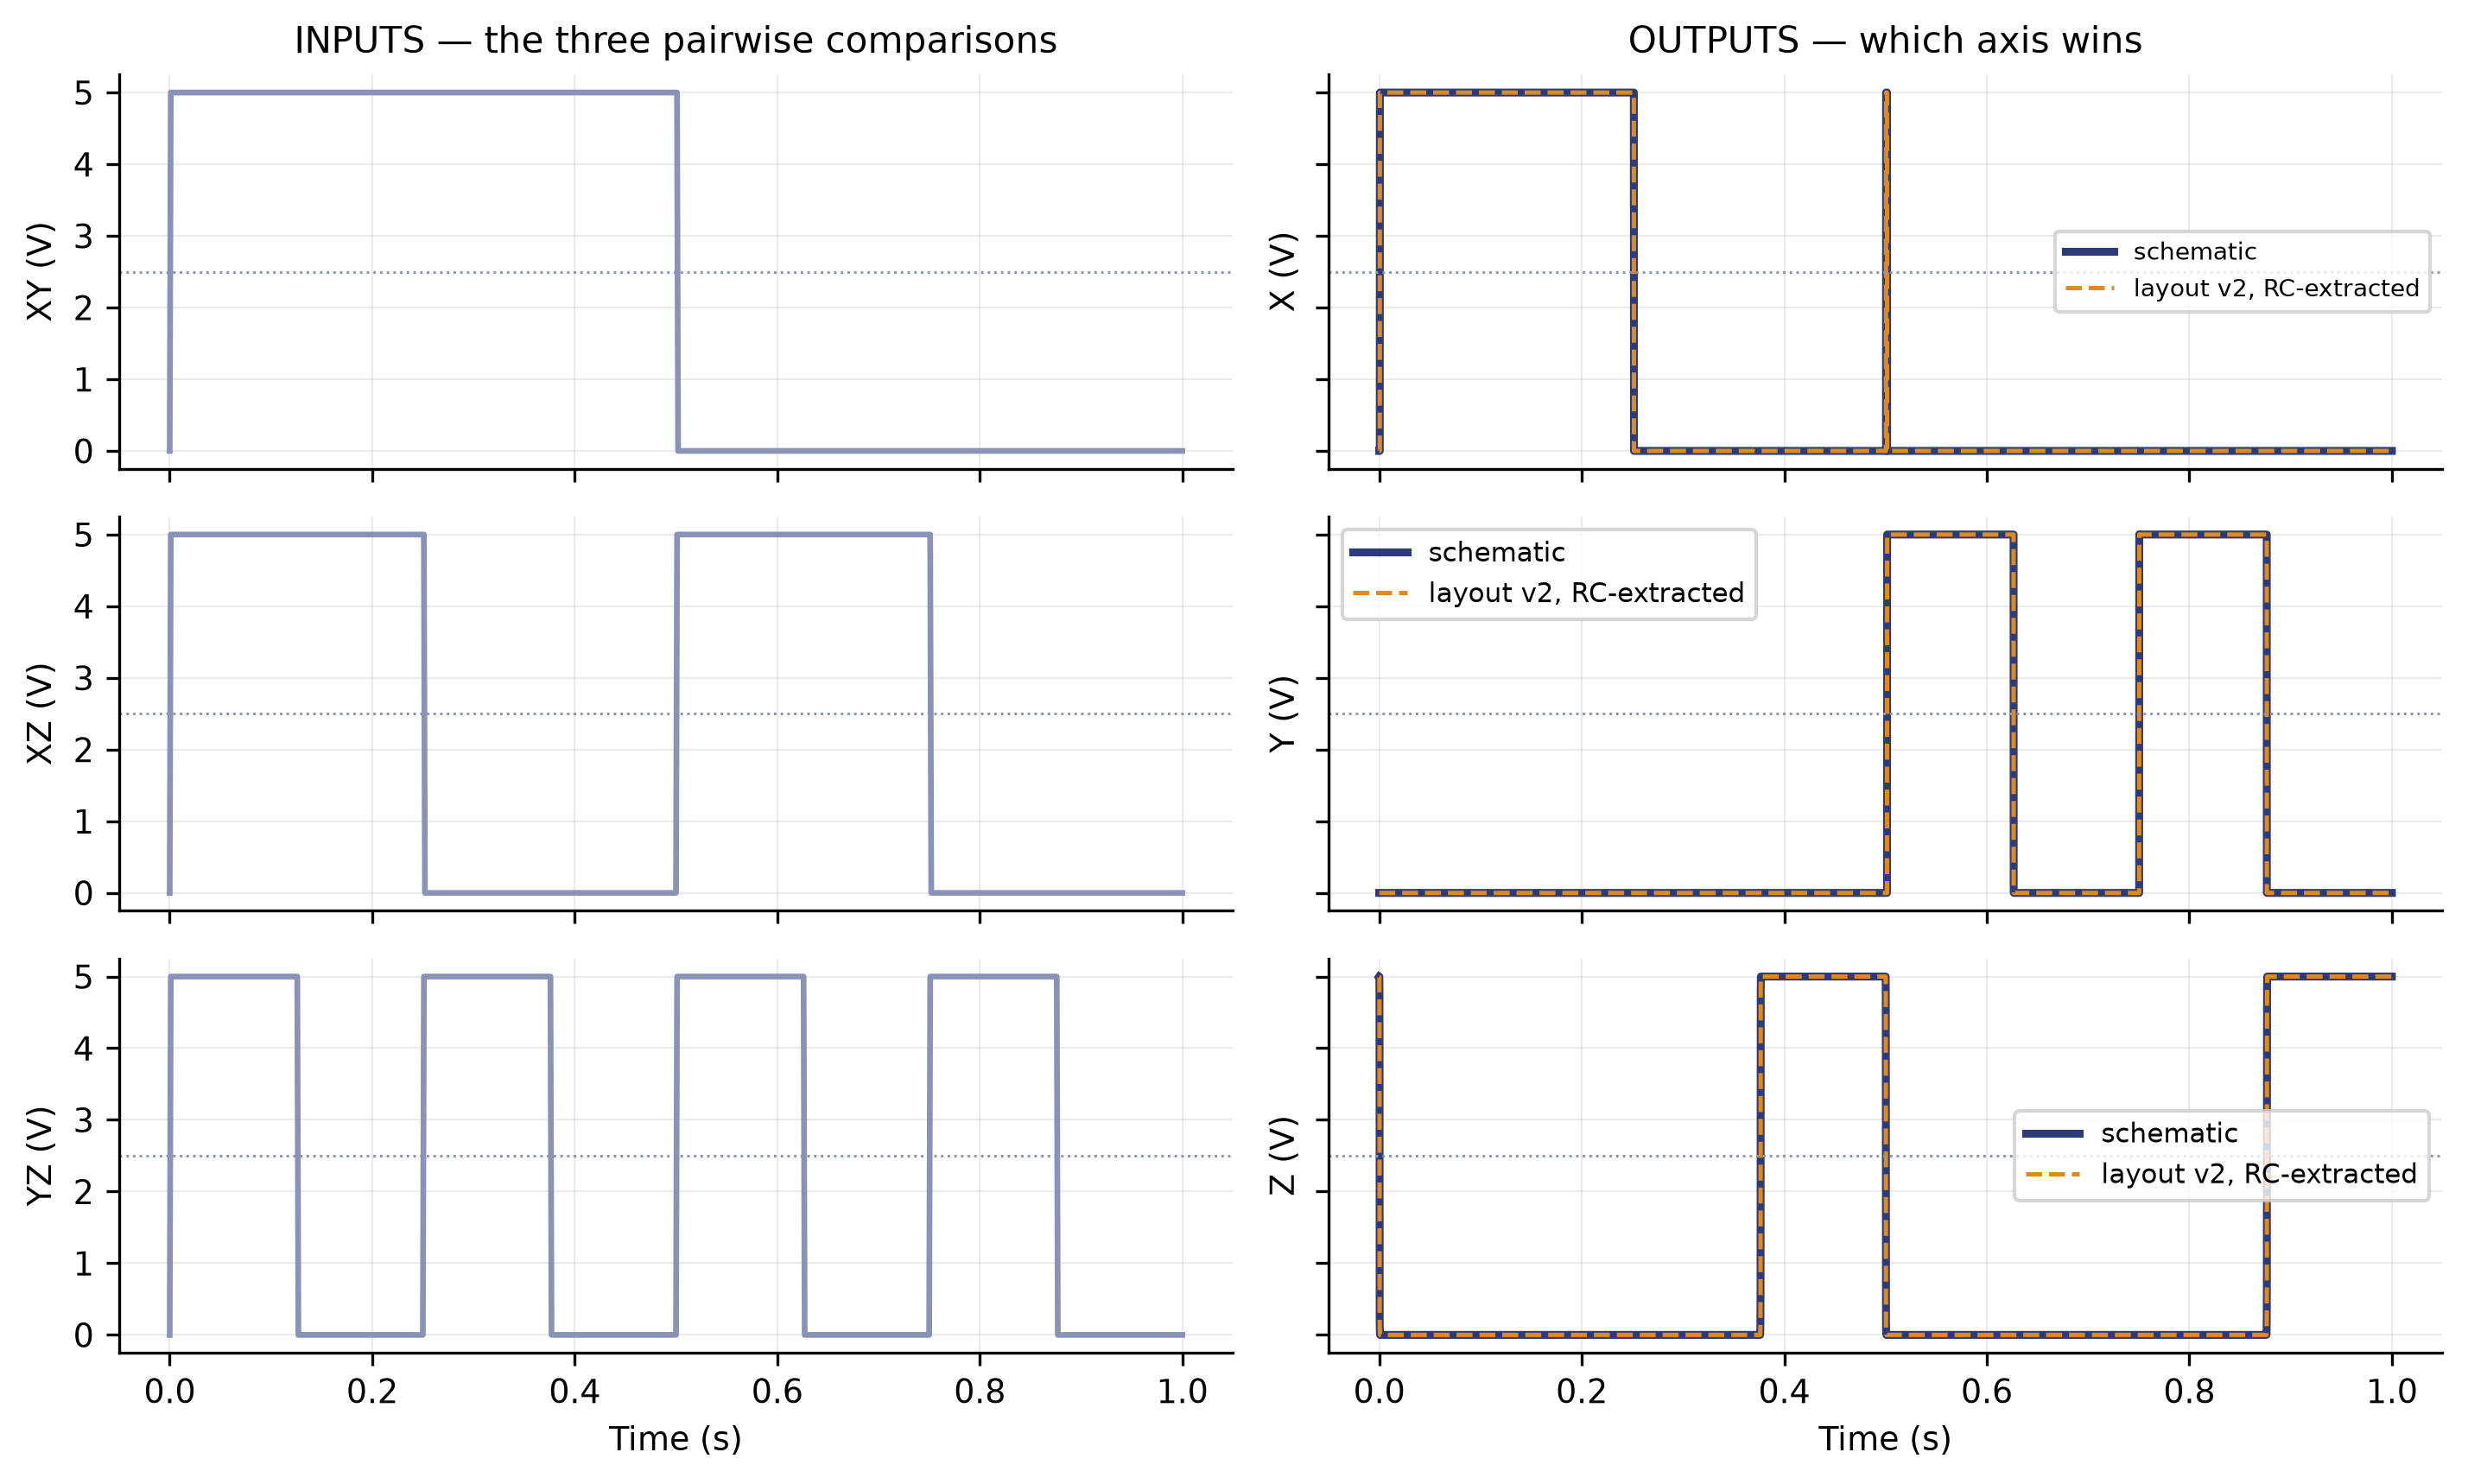 INPUTS — the three pairwise comparisons
OUTPUTS — which axis wins
XY (V)
5
4
3
2
1
0
X (V)
schematic
layout v2, RC-extracted
XZ (V)
5
4
3
2
1
0
Y (V)
schematic
layout v2, RC-extracted
YZ (V)
5
4
3
2
1
0
Z (V)
schematic
layout v2, RC-extracted
0.0 0.2 0.4 0.6 0.8 1.0
Time (s)
0.0 0.2 0.4 0.6 0.8 1.0
Time (s)